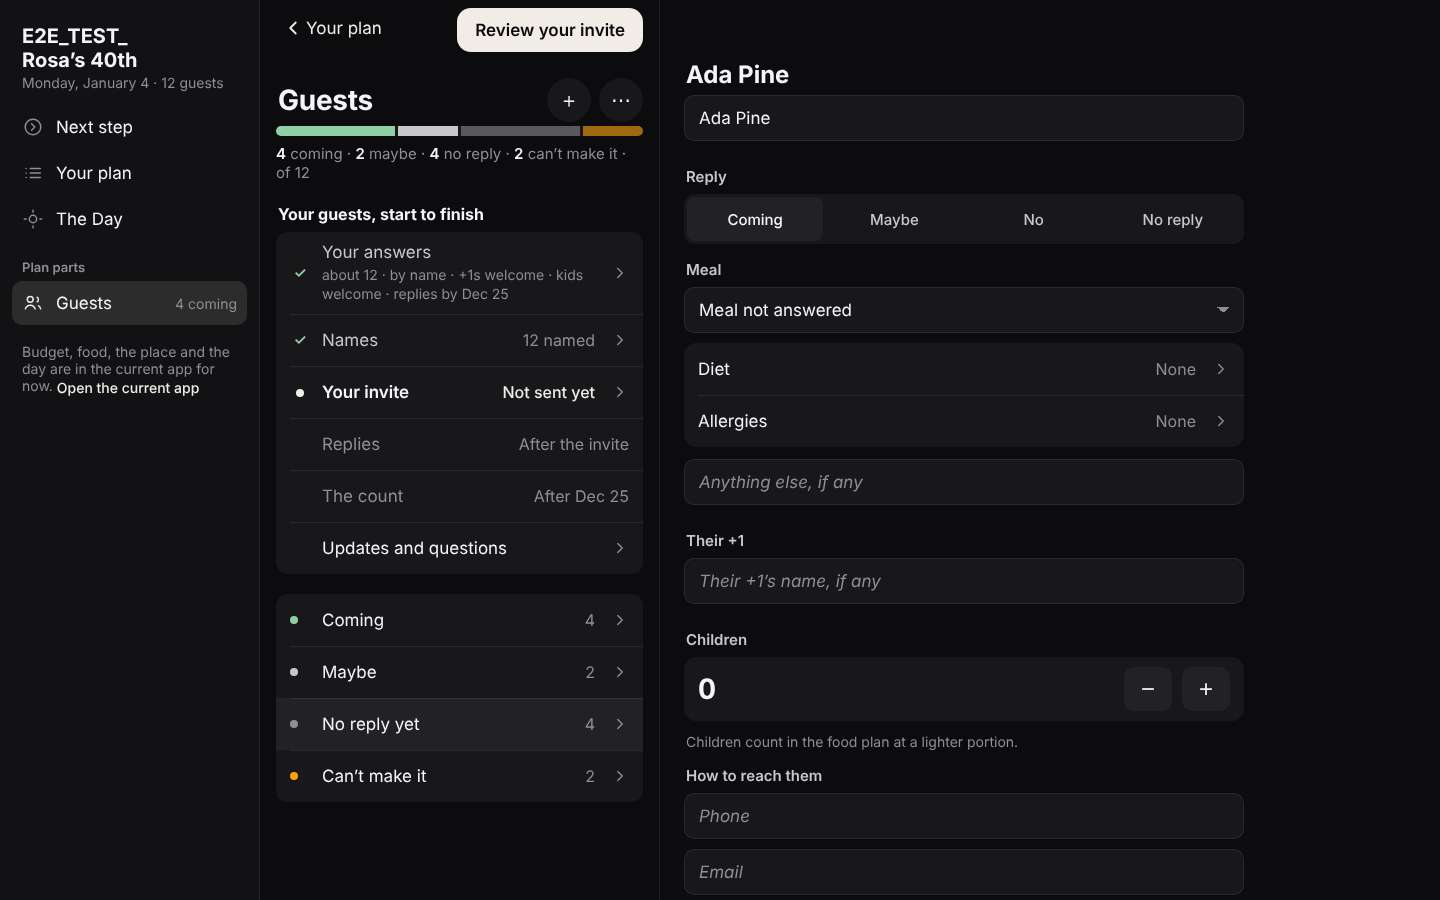 E2E_TEST_
Rosa’s 40th
Monday, January 4 · 12 guests
Next step
Your plan
The Day
Plan parts
Guests
4 coming
Budget, food, the place and the
day are in the current app for
now. Open the current app
Your plan
Review your invite
Guests
4 coming · 2 maybe · 4 no reply · 2 can’t make it ·
of 12
Your guests, start to finish
Your answers
about 12 · by name · +1s welcome · kids
welcome · replies by Dec 25
Names
12 named
Your invite
Not sent yet
Replies
After the invite
The count
After Dec 25
Updates and questions
Coming
4
Maybe
2
No reply yet
4
Can’t make it
2
Ada Pine
Ada Pine
Reply
Coming
Maybe
No
No reply
Meal
Meal not answered
Diet
None
Allergies
None
Anything else, if any
Their +1
Their +1’s name, if any
Children
0
Children count in the food plan at a lighter portion.
How to reach them
Phone
Email